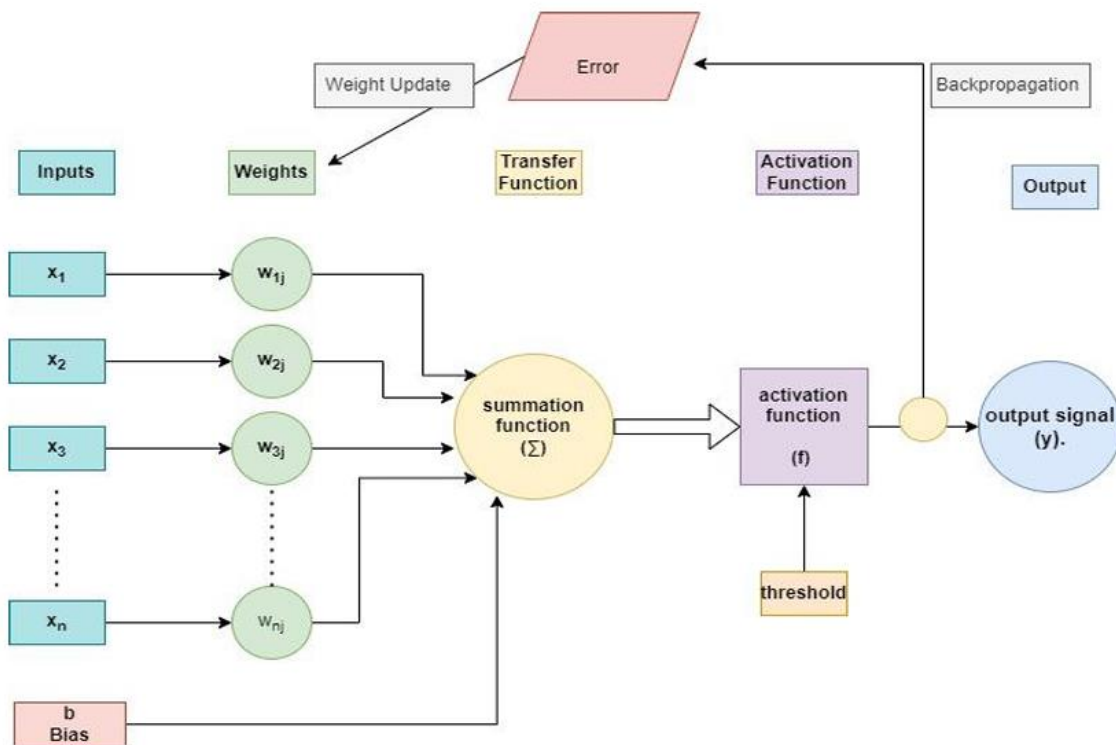 Error
Weight Update
Backpropagation
Inputs
Weights
Transfer
Function
Activation
Function
Output
x₁
w₁ⱼ
x₂
w₂ⱼ
x₃
w₃ⱼ
summation
function
(∑)
activation
function
(f)
output signal
(y).
xₙ
wₙⱼ
threshold
b
Bias